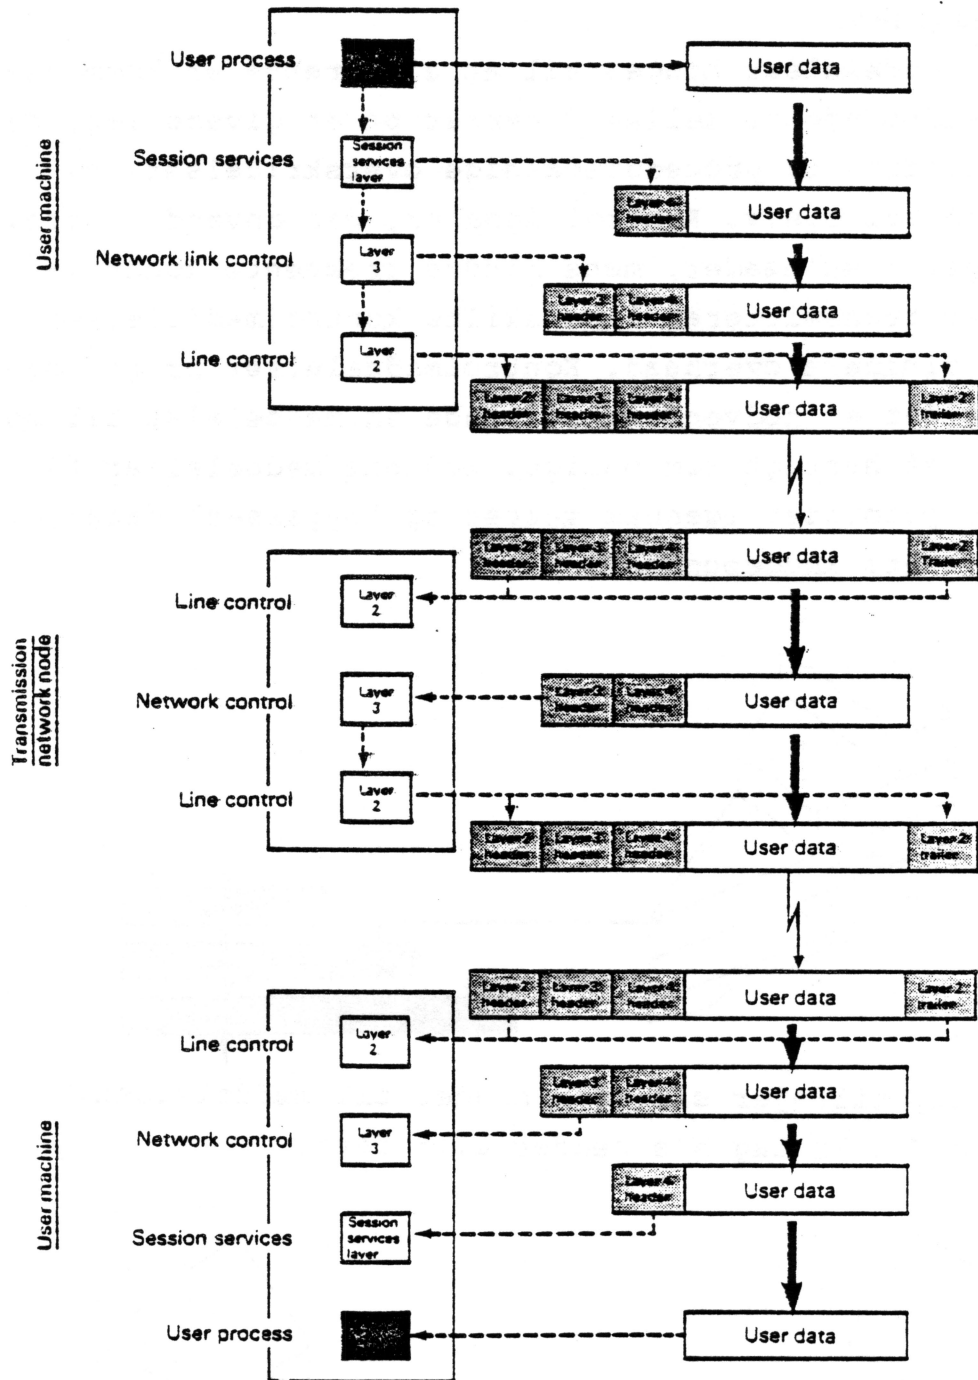 User machine
User process
User data
Session services
Session
services
layer
Layer 4
header
User data
Network link control
Layer
3
Layer 3
header
Layer 4
header
User data
Line control
Layer
2
Layer 2
header
Layer 3
header
Layer 4
header
User data
Layer 2
trailer
Transmission
network node
Layer 2
header
Layer 3
header
Layer 4
header
User data
Layer 2
Trailer
Line control
Layer
2
Network control
Layer
3
Layer 3
header
Layer 4
header
User data
Line control
Layer
2
Layer 2
header
Layer 3
header
Layer 4
header
User data
Layer 2
trailer
User machine
Layer 2
header
Layer 3
header
Layer 4
header
User data
Layer 2
trailer
Line control
Layer
2
Layer 3
header
Layer 4
header
User data
Network control
Layer
3
Layer 4
header
User data
Session services
Session
services
layer
User process
User data